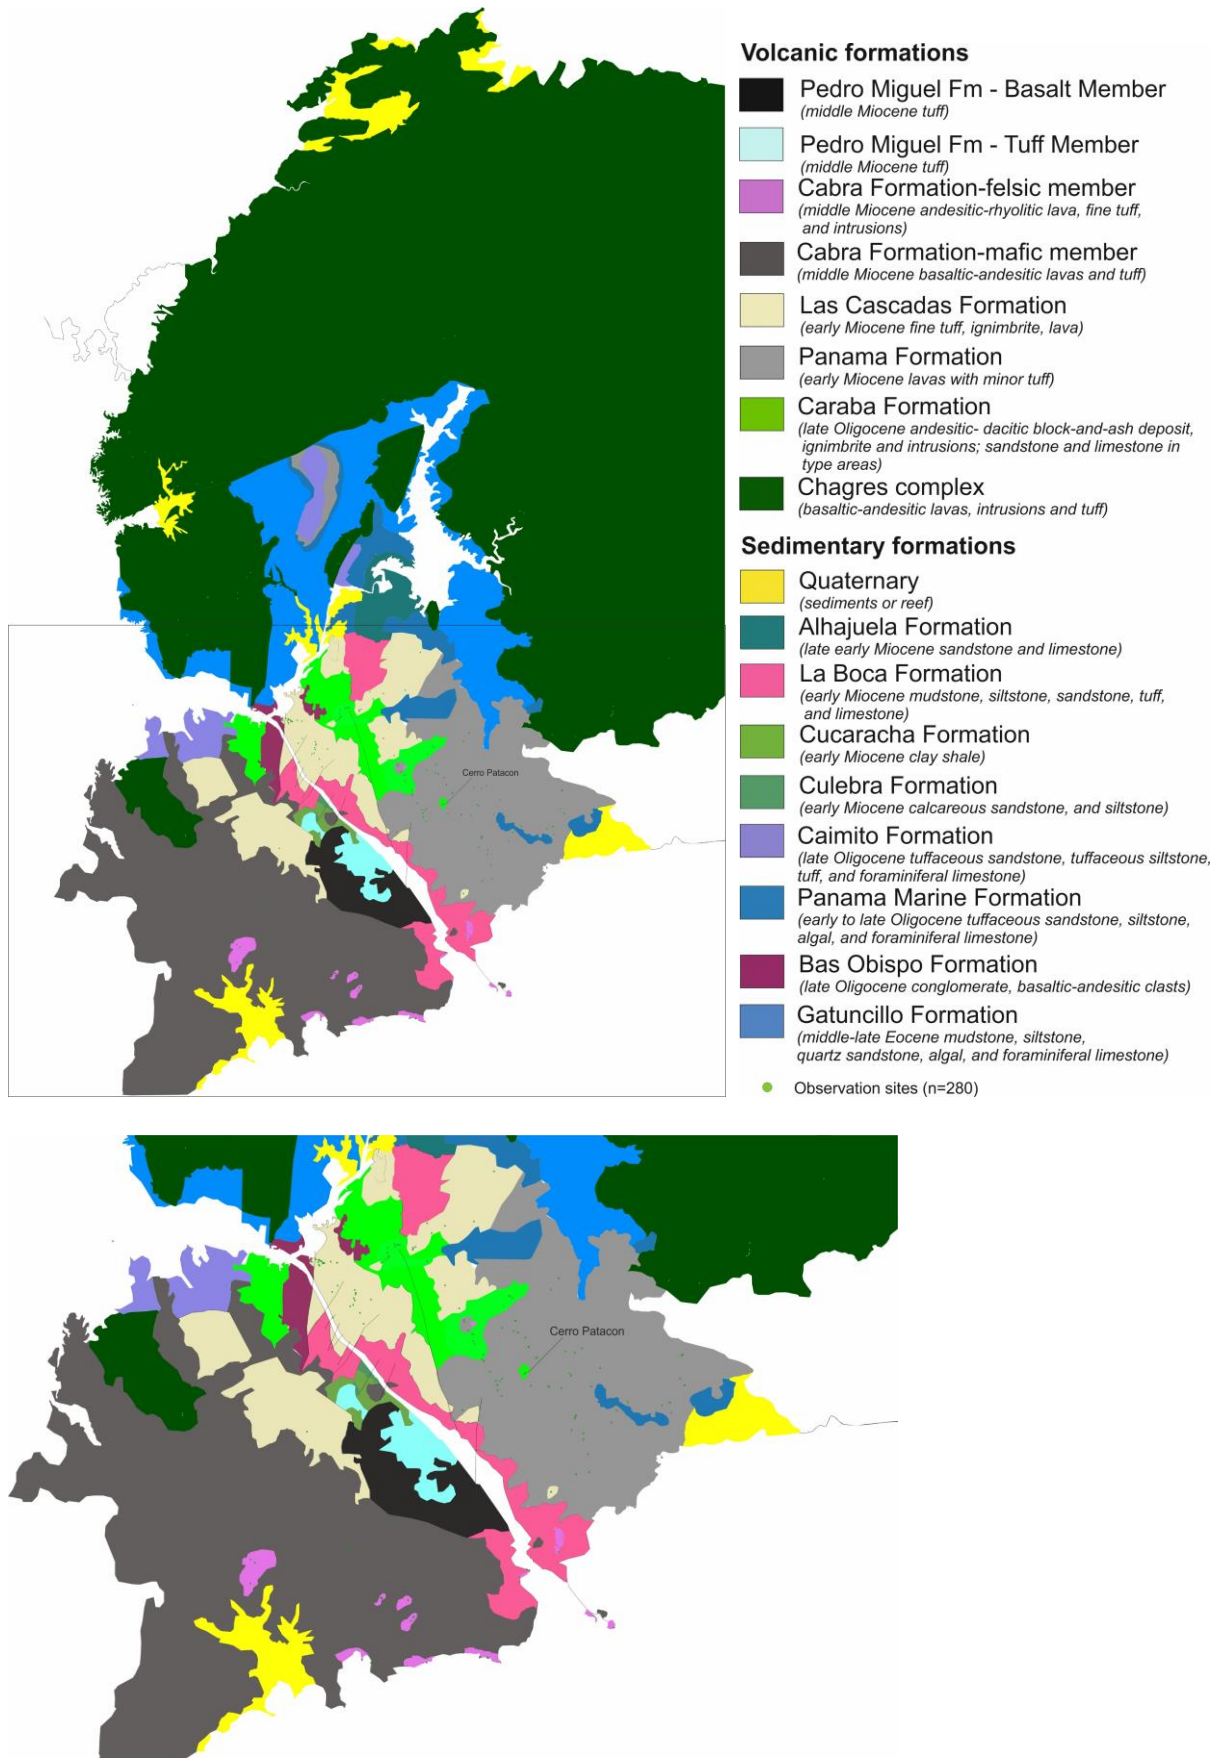 Volcanic formations
Pedro Miguel Fm - Basalt Member
(middle Miocene tuff)
Pedro Miguel Fm - Tuff Member
(middle Miocene tuff)
Cabra Formation-felsic member
(middle Miocene andesitic-rhyolitic lava, fine tuff,
and intrusions)
Cabra Formation-mafic member
(middle Miocene basaltic-andesitic lavas and tuff)
Las Cascadas Formation
(early Miocene fine tuff, ignimbrite, lava)
Panama Formation
(early Miocene lavas with minor tuff)
Caraba Formation
(late Oligocene andesitic- dacitic block-and-ash deposit,
ignimbrite and intrusions; sandstone and limestone in
type areas)
Chagres complex
(basaltic-andesitic lavas, intrusions and tuff)
Sedimentary formations
Quaternary
(sediments or reef)
Alhajuela Formation
(late early Miocene sandstone and limestone)
La Boca Formation
(early Miocene mudstone, siltstone, sandstone, tuff,
and limestone)
Cucaracha Formation
(early Miocene clay shale)
Culebra Formation
(early Miocene calcareous sandstone, and siltstone)
Caimito Formation
(late Oligocene tuffaceous sandstone, tuffaceous siltstone,
tuff, and foraminiferal limestone)
Panama Marine Formation
(early to late Oligocene tuffaceous sandstone, siltstone,
algal, and foraminiferal limestone)
Bas Obispo Formation
(late Oligocene conglomerate, basaltic-andesitic clasts)
Gatuncillo Formation
(middle-late Eocene mudstone, siltstone,
quartz sandstone, algal, and foraminiferal limestone)
Observation sites (n=280)
Cerro Patacon
Cerro Patacon